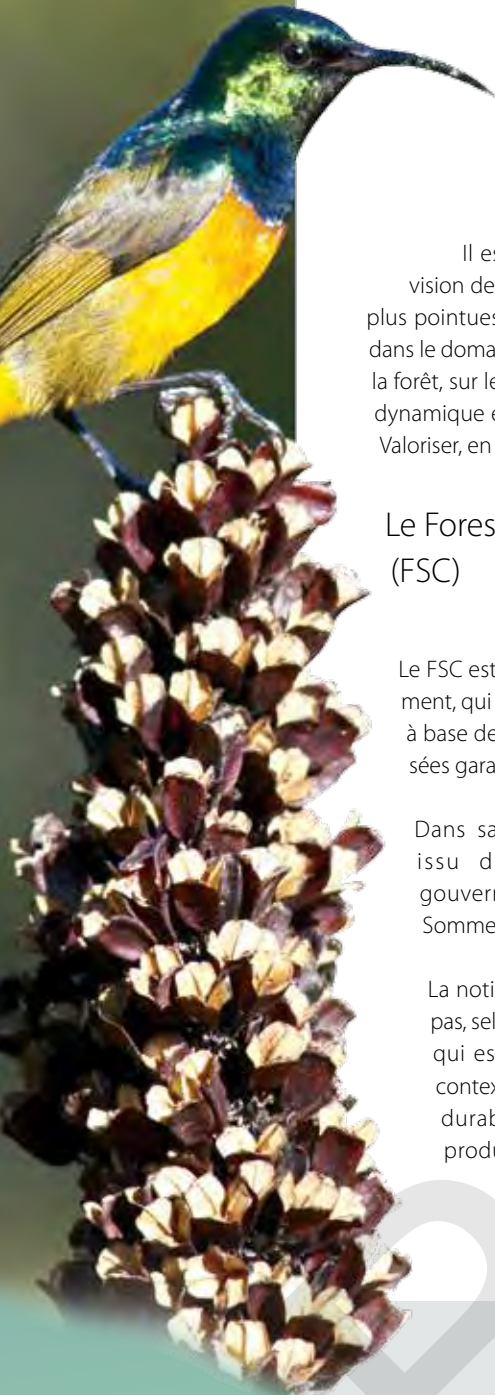 Il es
vision de
plus pointues
dans le doma
la forêt, sur le
dynamique e
Valoriser, en
Le Fores
(FSC)
Le FSC est
ment, qui
à base de
sées gara
Dans sa
issu d
gouvern
Somme
La noti
pas, sel
qui es
contex
durab
produ